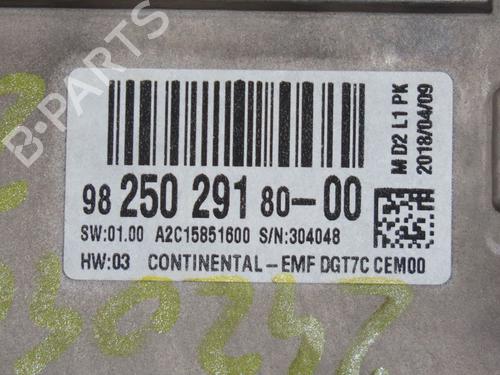 B-PARTS
98 250 291 80-00
SW:01.00 A2C15851600 S/N:304048
HW:03 CONTINENTAL-EMF DGT7C CEM00
M D2 L1 PK
2018/04/09